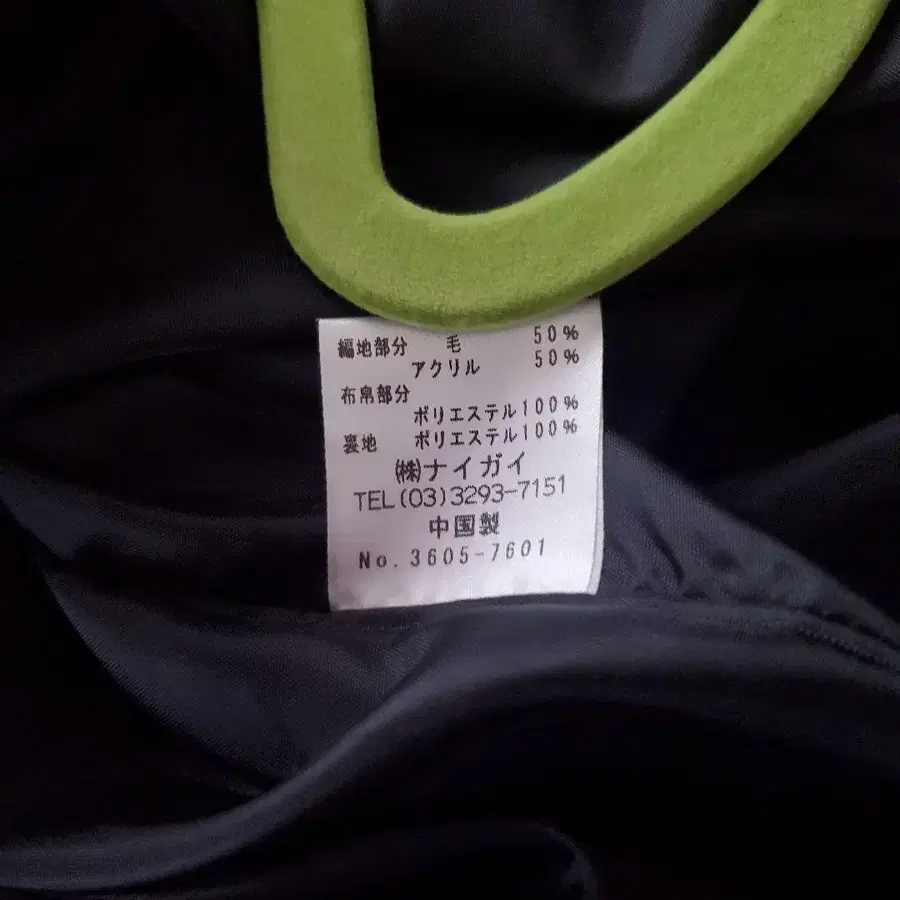 編地部分 毛 50%
アクリル 50%
布帛部分
ポリエステル100%
裏地 ポリエステル100%
㈱ナイガイ
TEL(03)3293-7151
中国製
No.3605-7601